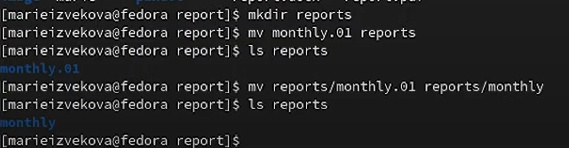 [marieizvekova@fedora report]$ mkdir reports
[marieizvekova@fedora report]$ mv monthly.01 reports
[marieizvekova@fedora report]$ ls reports
monthly.01
[marieizvekova@fedora report]$ mv reports/monthly.01 reports/monthly
[marieizvekova@fedora report]$ ls reports
monthly
[marieizvekova@fedora report]$